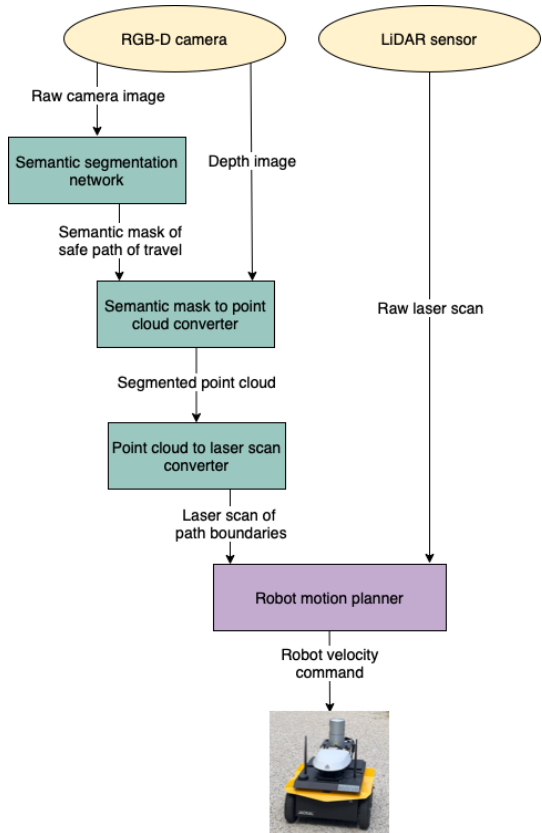 RGB-D camera
LiDAR sensor
Raw camera image
Semantic segmentation
network
Depth image
Semantic mask of
safe path of travel
Semantic mask to point
cloud converter
Raw laser scan
Segmented point cloud
Point cloud to laser scan
converter
Laser scan of
path boundaries
Robot motion planner
Robot velocity
command